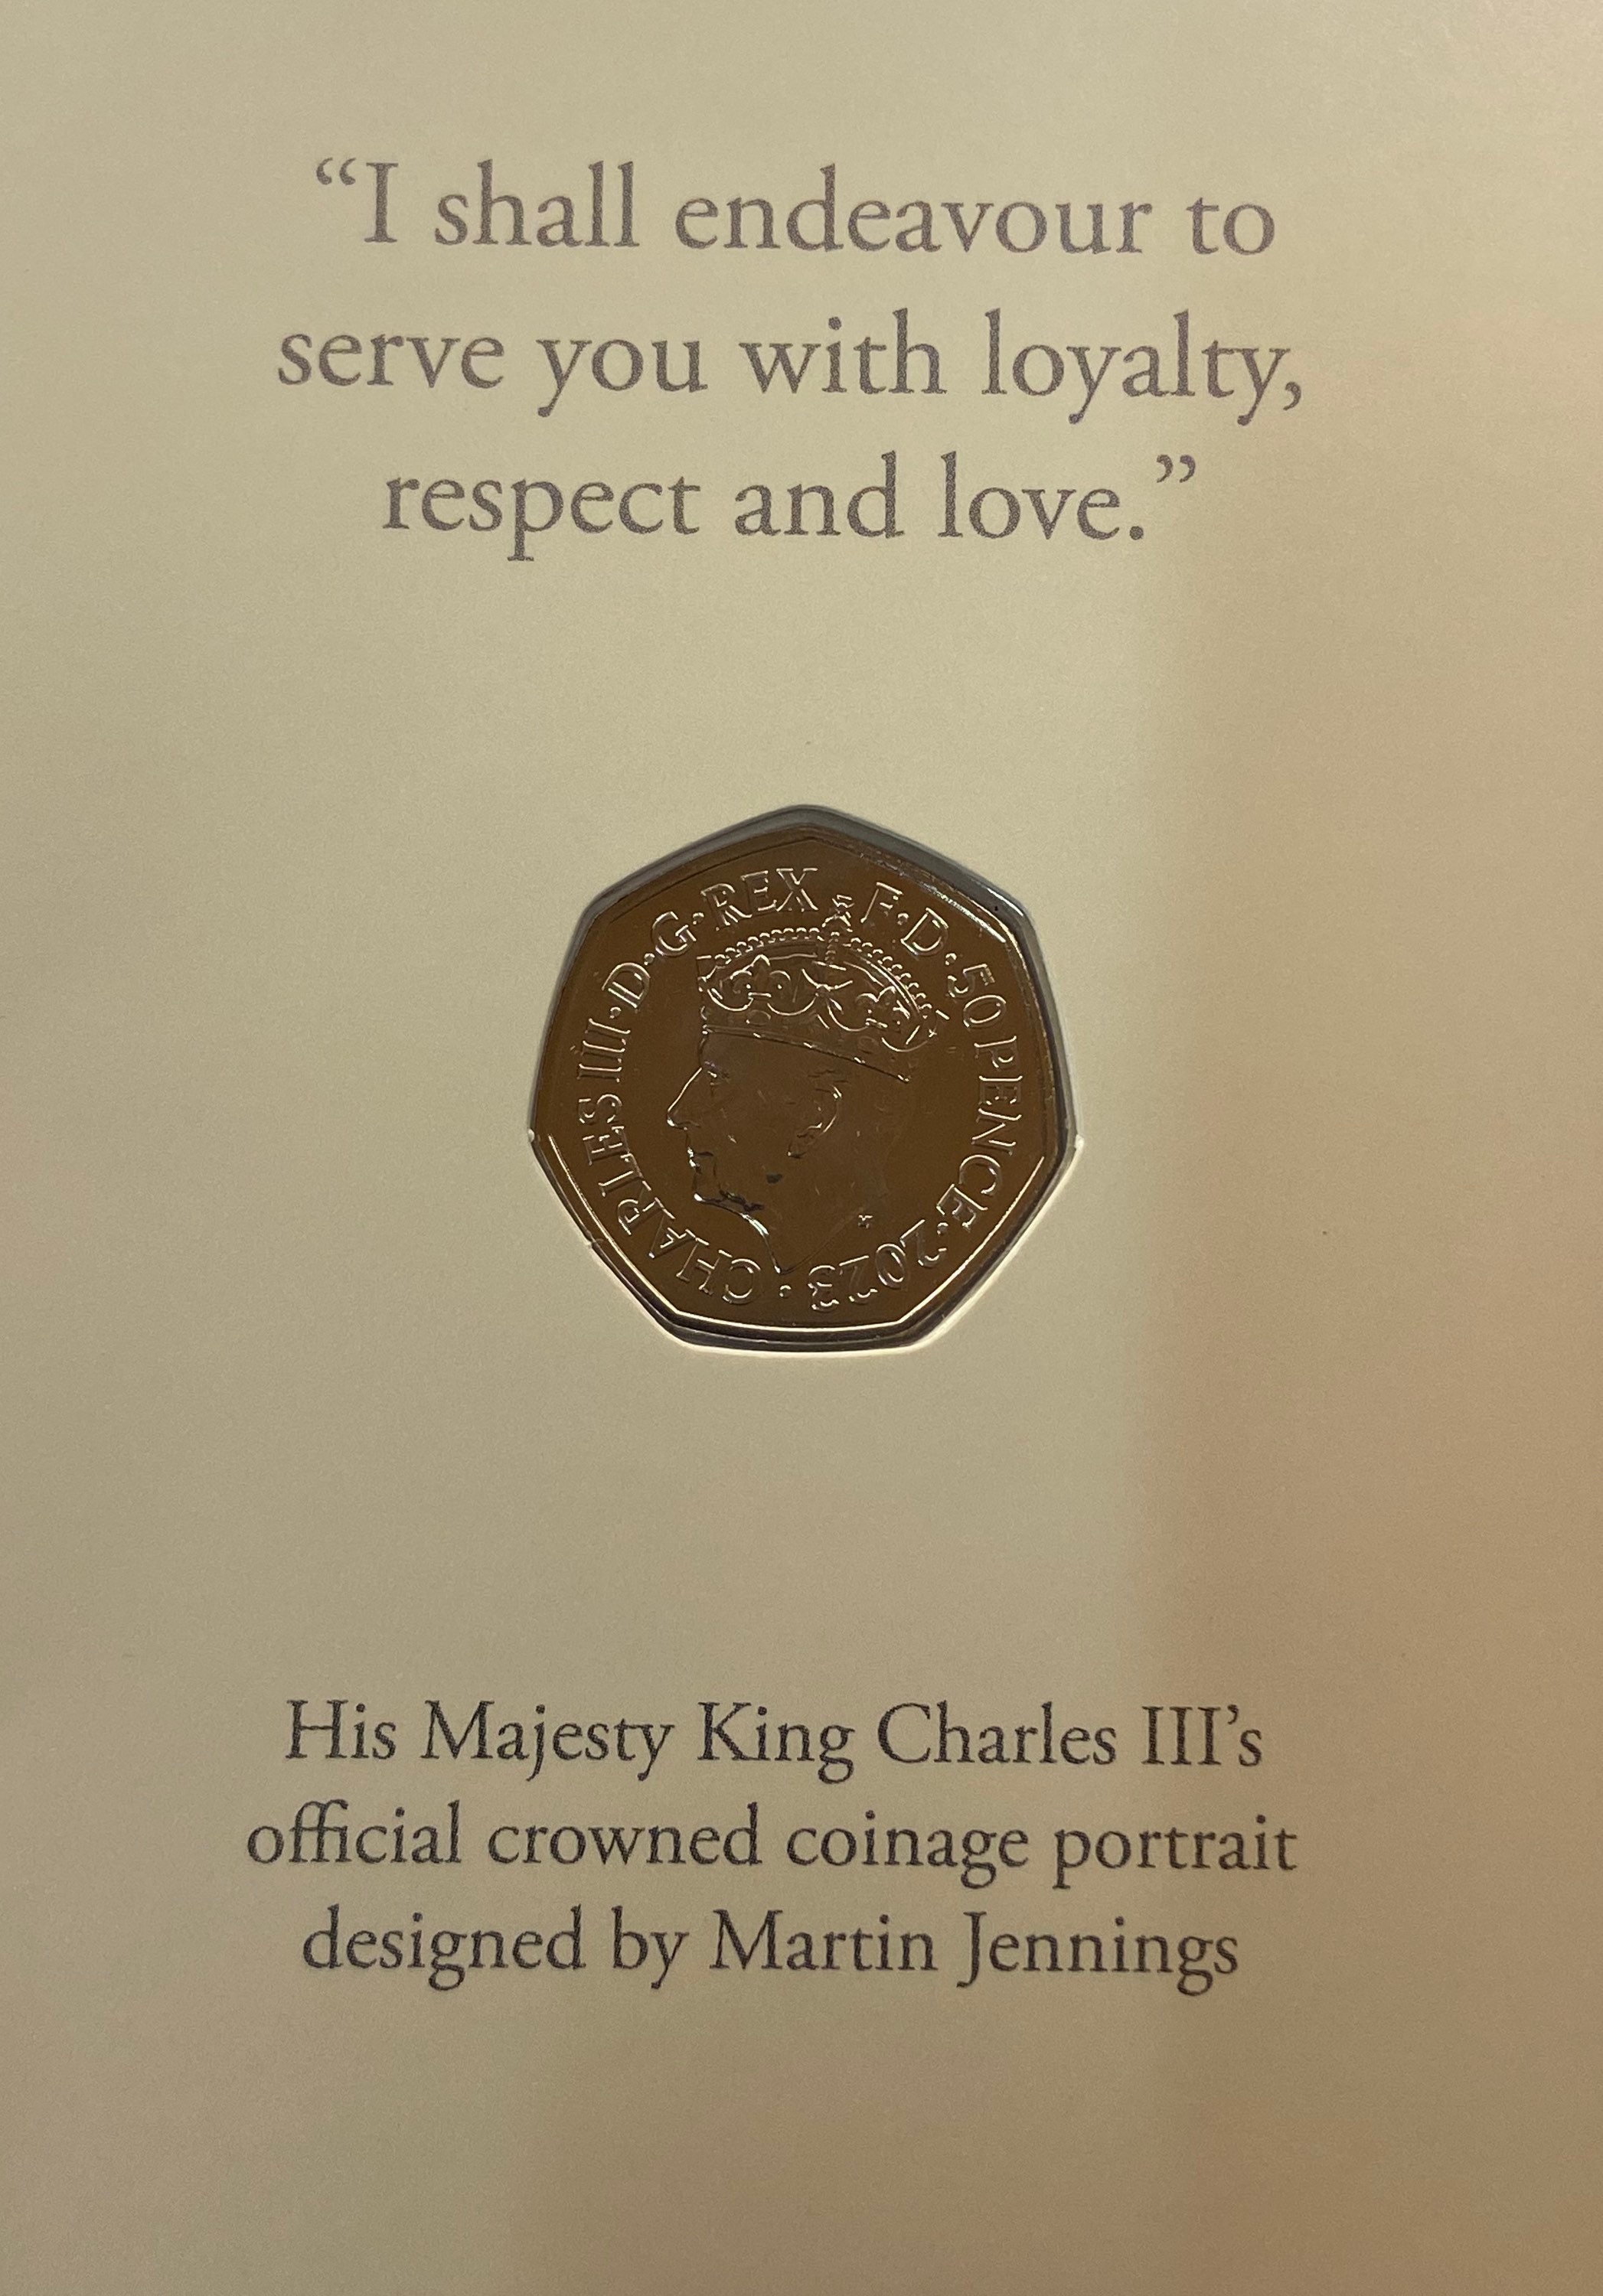 “I shall endeavour to
serve you with loyalty,
respect and love.”
CHARLES III·D·G·REX·F·D·50 PENCE·2023·
His Majesty King Charles III’s
official crowned coinage portrait
designed by Martin Jennings